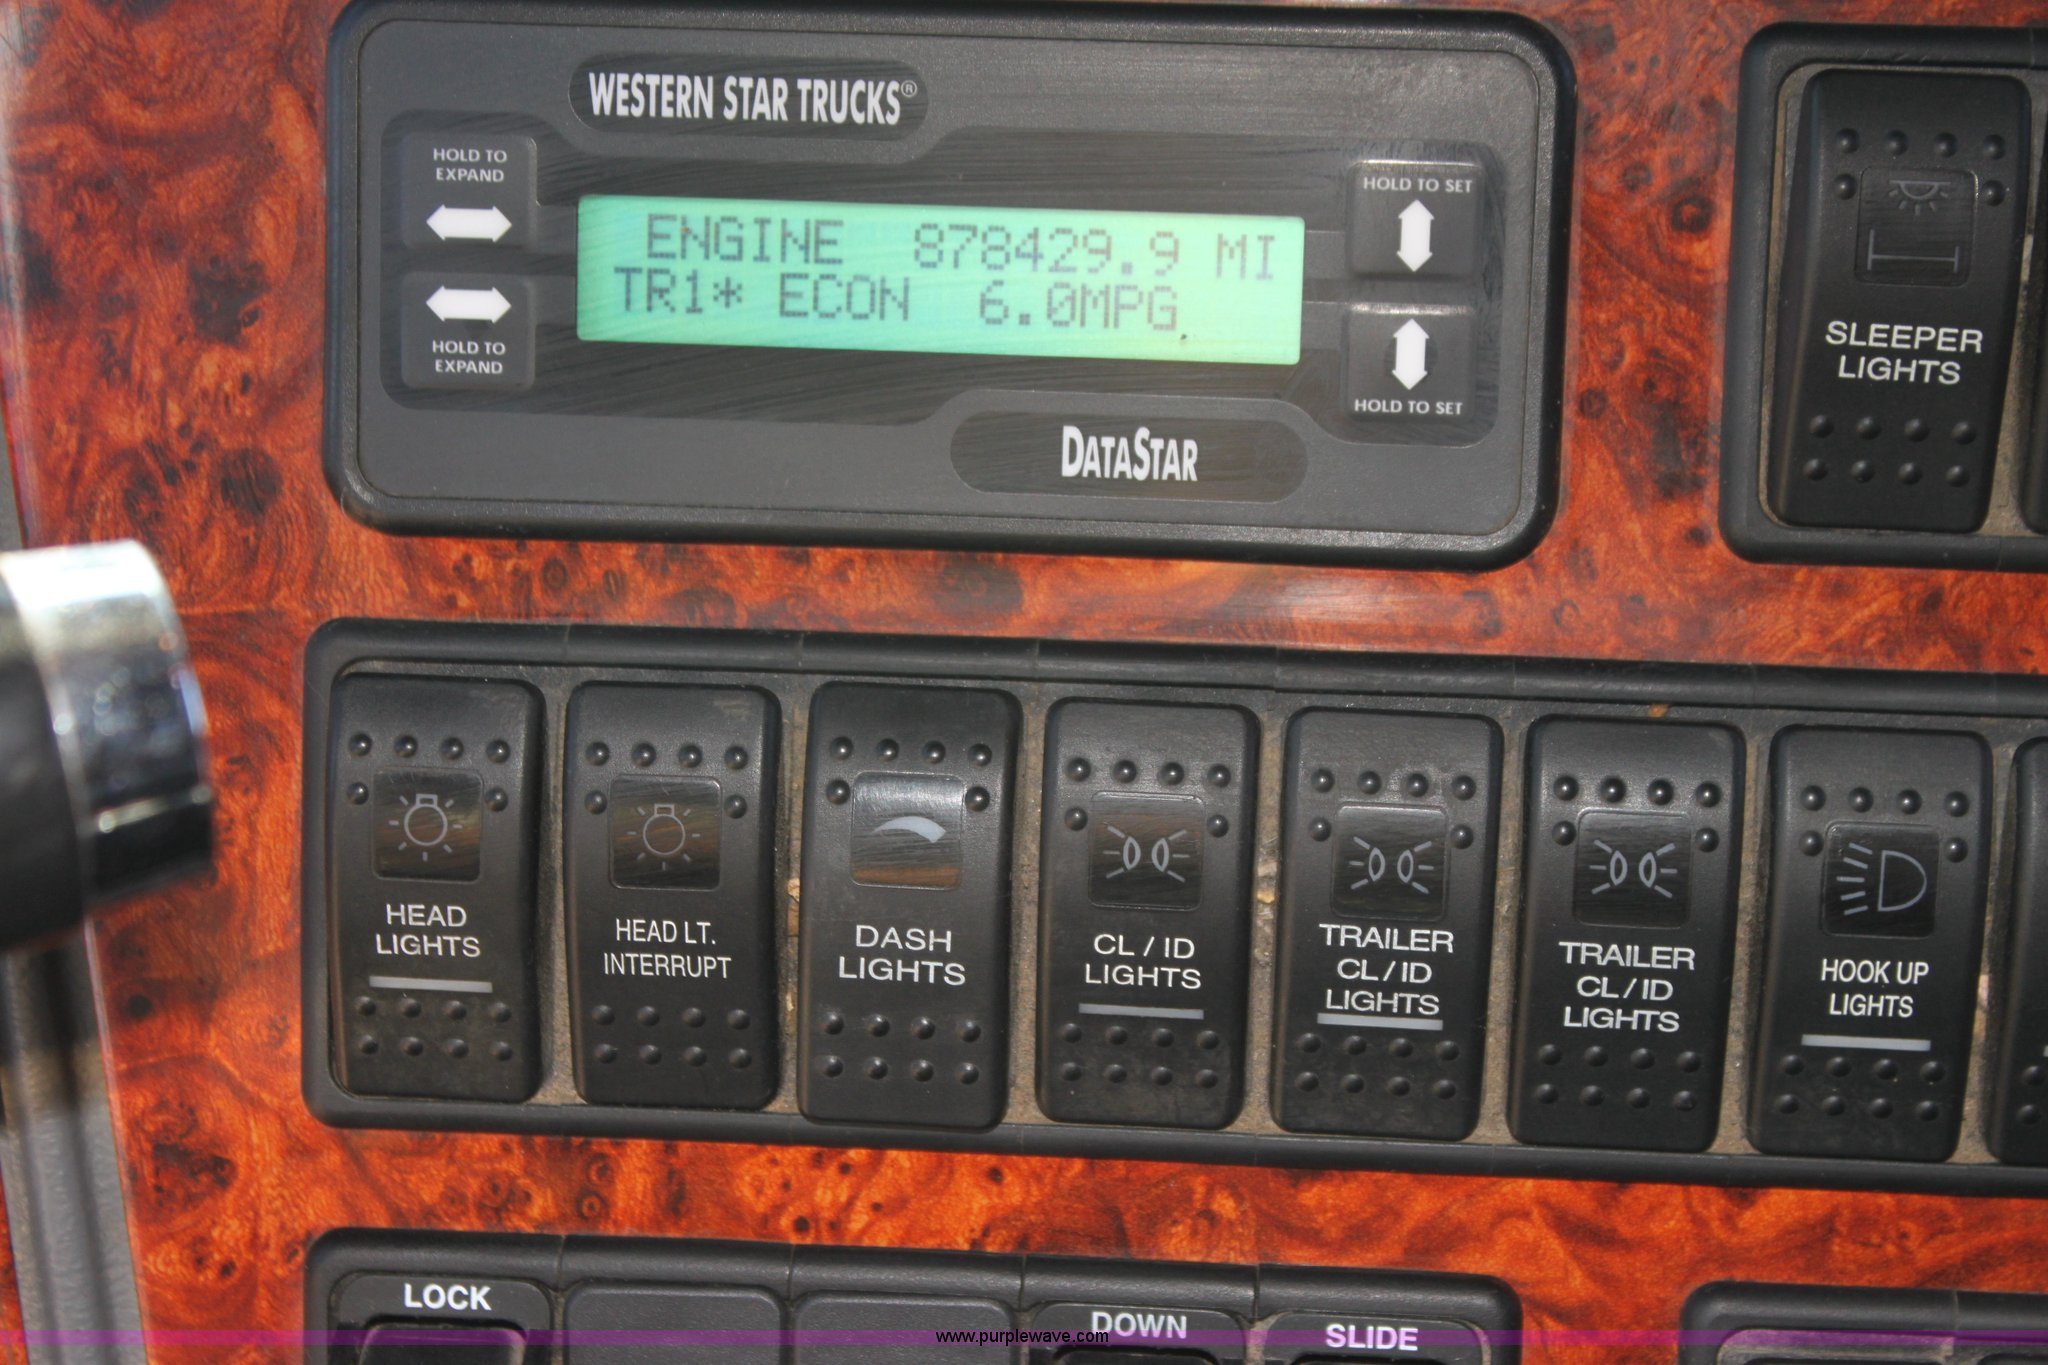 WESTERN STAR TRUCKS®
HOLD TO
EXPAND
HOLD TO SET
ENGINE 878429.9 MI
TR1* ECON 6.0MPG
HOLD TO
EXPAND
HOLD TO SET
DATASTAR
SLEEPER
LIGHTS
HEAD
LIGHTS
HEAD LT.
INTERRUPT
DASH
LIGHTS
CL / ID
LIGHTS
TRAILER
CL / ID
LIGHTS
TRAILER
CL / ID
LIGHTS
HOOK UP
LIGHTS
LOCK
DOWN
SLIDE
www.purplewave.com